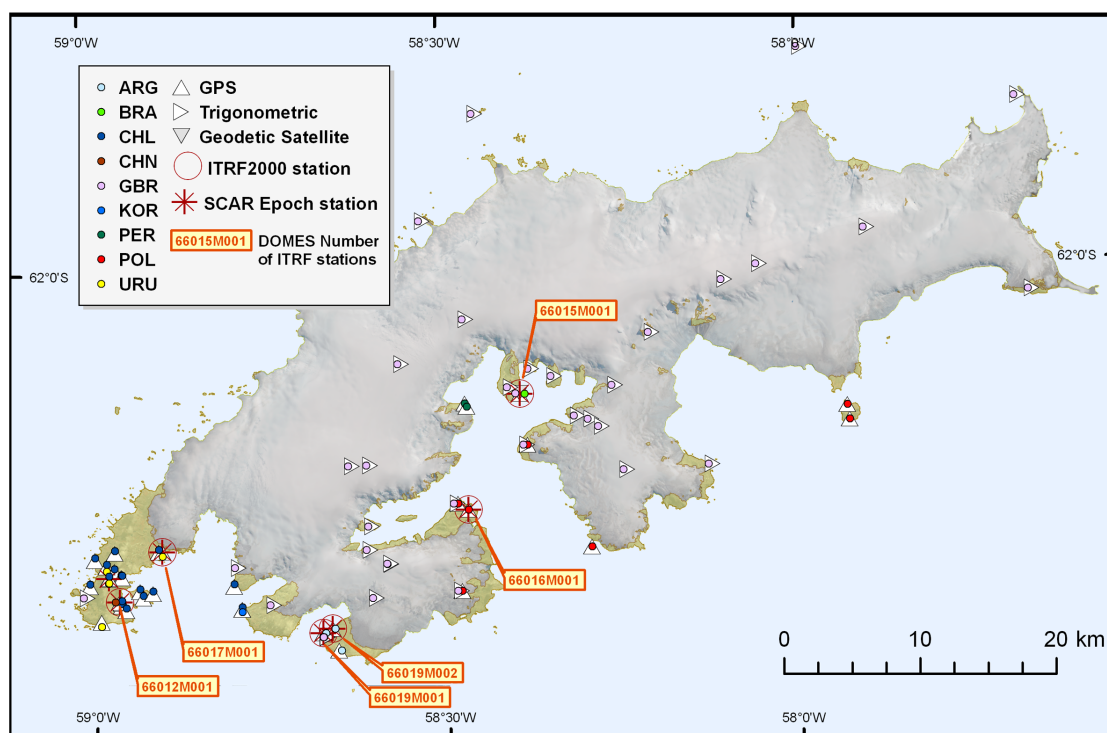 59°0'W
58°30'W
58°0'W
ARG
GPS
BRA
Trigonometric
CHL
Geodetic Satellite
CHN
ITRF2000 station
GBR
SCAR Epoch station
KOR
PER
66015M001
DOMES Number
of ITRF stations
POL
URU
62°0'S
62°0'S
66015M001
66016M001
66017M001
66019M002
66012M001
66019M001
0
10
20 km
59°0'W
58°30'W
58°0'W